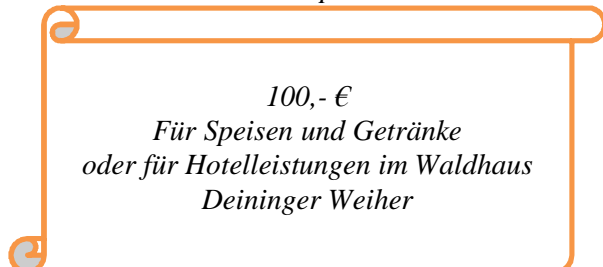 100,- €
Für Speisen und Getränke
oder für Hotelleistungen im Waldhaus
Deininger Weiher